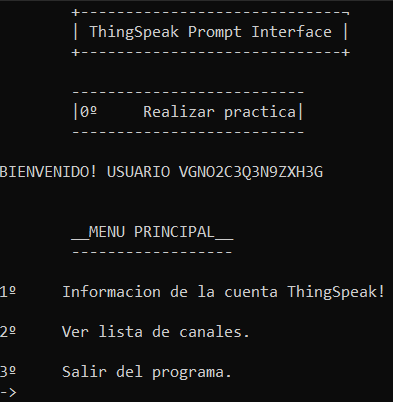 +-----------------------------¬
| ThingSpeak Prompt Interface |
+-----------------------------+
--------------------------
|0º     Realizar practica|
--------------------------
BIENVENIDO! USUARIO VGNO2C3Q3N9ZXH3G
__MENU PRINCIPAL__
------------------
1º     Informacion de la cuenta ThingSpeak!
2º     Ver lista de canales.
3º     Salir del programa.
->